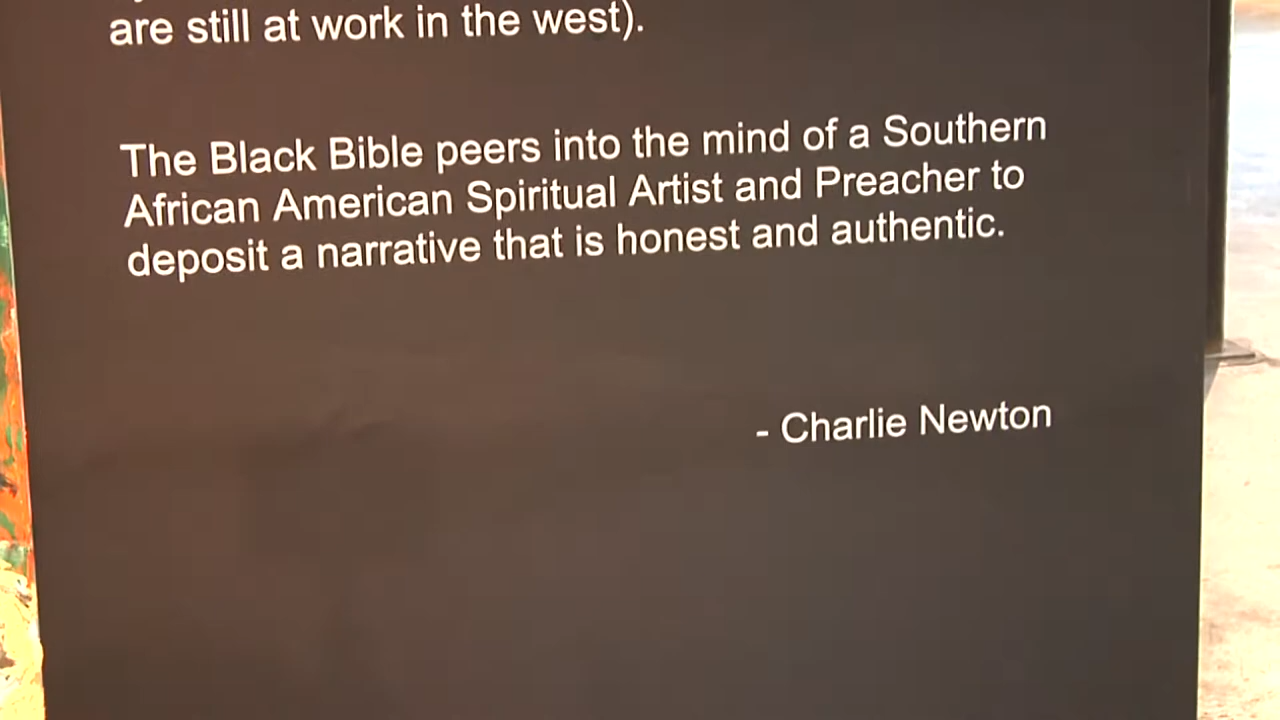 are still at work in the west).
The Black Bible peers into the mind of a Southern
African American Spiritual Artist and Preacher to
deposit a narrative that is honest and authentic.
- Charlie Newton